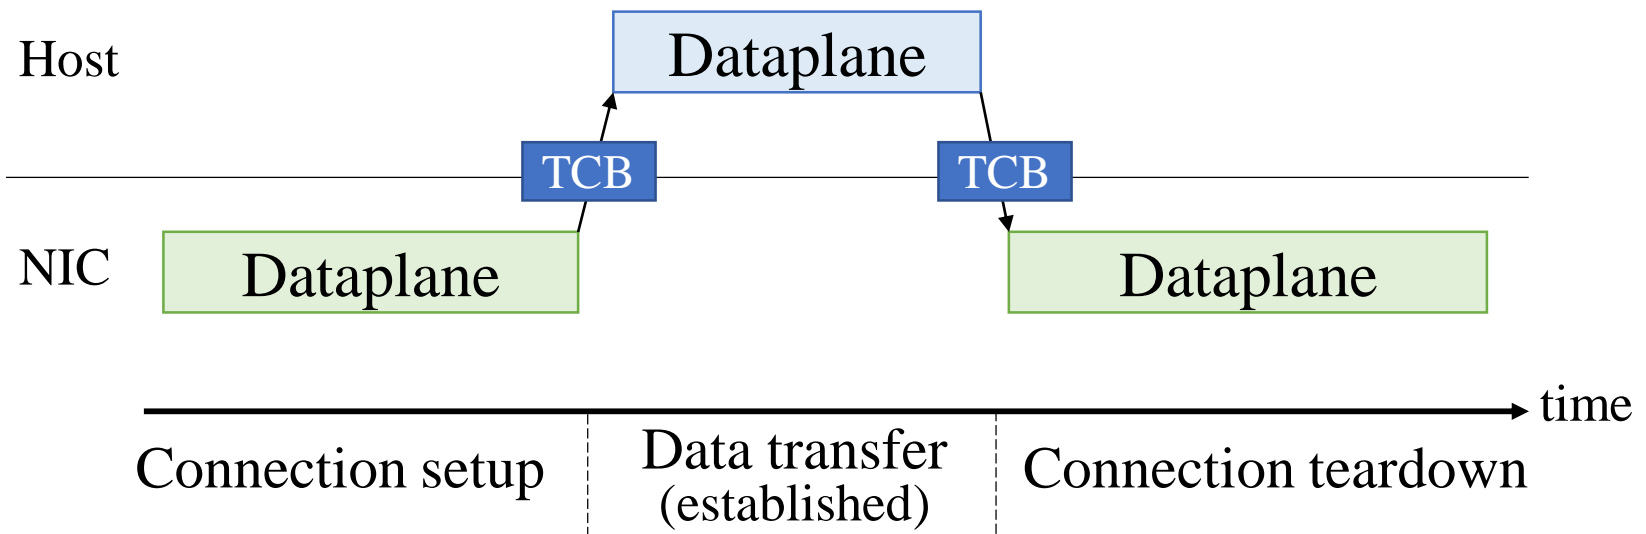 Host
Dataplane
TCB
TCB
NIC
Dataplane
Dataplane
time
Connection setup
Data transfer
(established)
Connection teardown